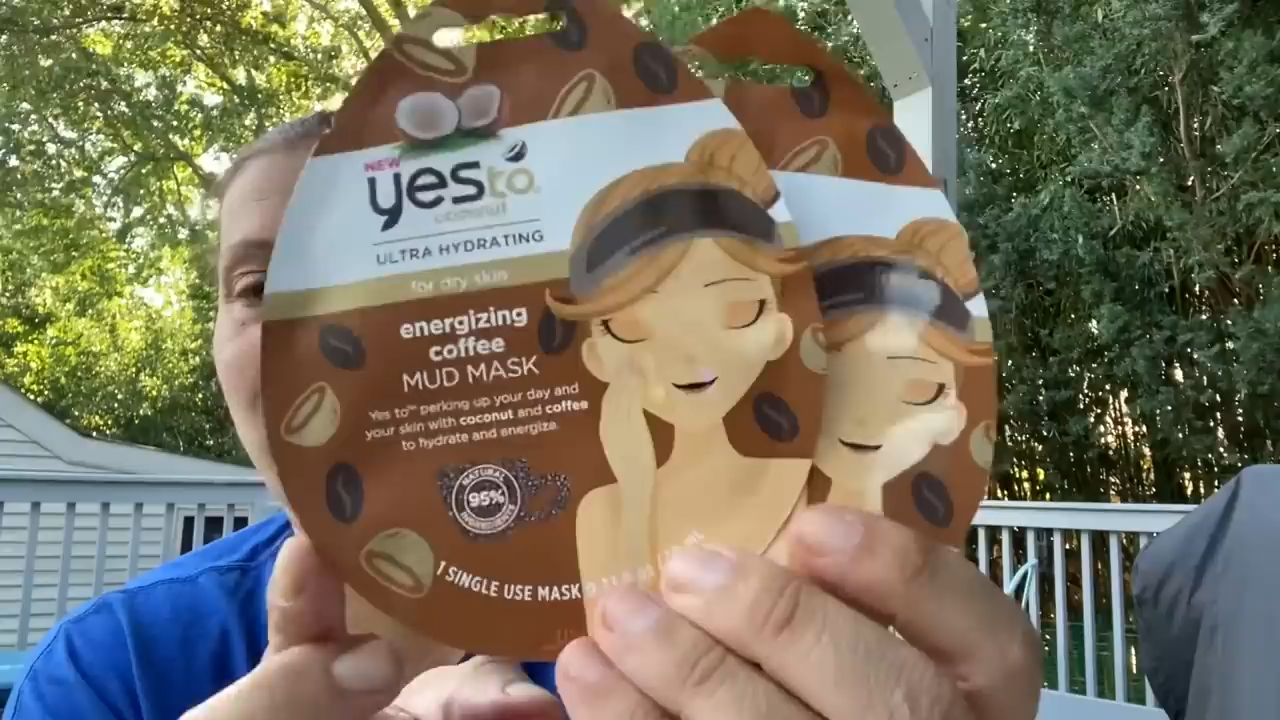 NEW
yes to
coconut
ULTRA HYDRATING
for dry skin
energizing
coffee
MUD MASK
Yes to™ perking up your day and
your skin with coconut and coffee
to hydrate and energize.
NATURAL
95%
INGREDIENTS
1 SINGLE USE MASK